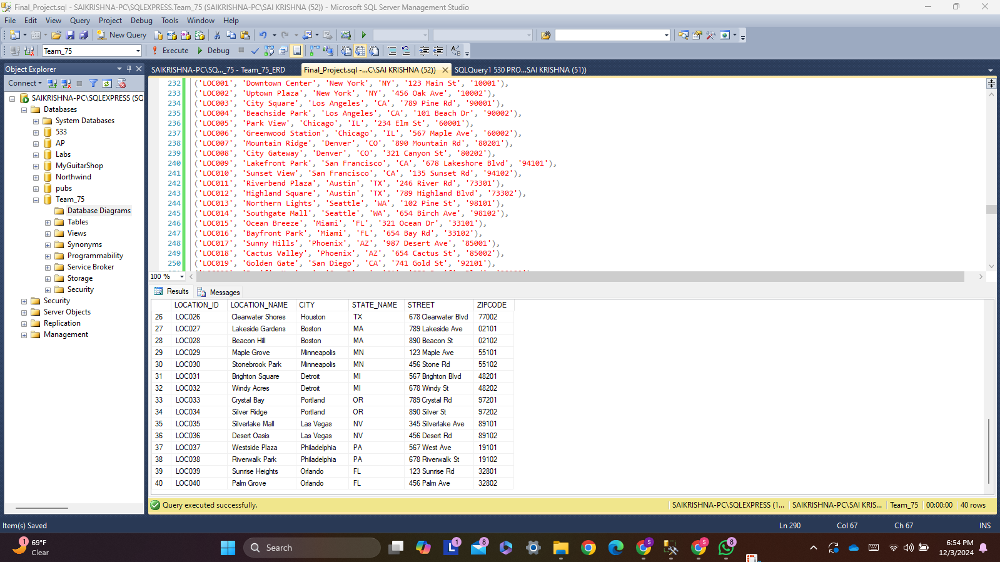 Final_Project.sql - SAIKRISHNA-PC\SQLEXPRESS.Team_75 (SAIKRISHNA-PC\SAI KRISHNA (52)) - Microsoft SQL Server Management Studio
File Edit View Query Project Debug Tools Window Help
New Query
Team_75 Execute Debug
Object Explorer
Connect
SAIKRISHNA-PC\SQLEXPRESS (SQ
Databases
System Databases
533
AP
Labs
MyGuitarShop
Northwind
pubs
Team_75
Database Diagrams
Tables
Views
Synonyms
Programmability
Service Broker
Storage
Security
Security
Server Objects
Replication
Management
SAIKRISHNA-PC\SQ..._75 - Team_75_ERD Final_Project.sql -...C\SAI KRISHNA (52)) SQLQuery1 530 PRO...SAI KRISHNA (51))
232 ('LOC001', 'Downtown Center', 'New York', 'NY', '123 Main St', '10001'),
233 ('LOC002', 'Uptown Plaza', 'New York', 'NY', '456 Oak Ave', '10002'),
234 ('LOC003', 'City Square', 'Los Angeles', 'CA', '789 Pine Rd', '90001'),
235 ('LOC004', 'Beachside Park', 'Los Angeles', 'CA', '101 Beach Dr', '90002'),
236 ('LOC005', 'Park View', 'Chicago', 'IL', '234 Elm St', '60001'),
237 ('LOC006', 'Greenwood Station', 'Chicago', 'IL', '567 Maple Ave', '60002'),
238 ('LOC007', 'Mountain Ridge', 'Denver', 'CO', '890 Mountain Rd', '80201'),
239 ('LOC008', 'City Gateway', 'Denver', 'CO', '321 Canyon St', '80202'),
240 ('LOC009', 'Lakefront Park', 'San Francisco', 'CA', '678 Lakeshore Blvd', '94101'),
241 ('LOC010', 'Sunset View', 'San Francisco', 'CA', '135 Sunset Rd', '94102'),
242 ('LOC011', 'Riverbend Plaza', 'Austin', 'TX', '246 River Rd', '73301'),
243 ('LOC012', 'Highland Square', 'Austin', 'TX', '789 Highland Blvd', '73302'),
244 ('LOC013', 'Northern Lights', 'Seattle', 'WA', '102 Pine St', '98101'),
245 ('LOC014', 'Southgate Mall', 'Seattle', 'WA', '654 Birch Ave', '98102'),
246 ('LOC015', 'Ocean Breeze', 'Miami', 'FL', '321 Ocean Dr', '33101'),
247 ('LOC016', 'Bayfront Park', 'Miami', 'FL', '654 Bay Rd', '33102'),
248 ('LOC017', 'Sunny Hills', 'Phoenix', 'AZ', '987 Desert Ave', '85001'),
249 ('LOC018', 'Cactus Valley', 'Phoenix', 'AZ', '654 Cactus St', '85002'),
250 ('LOC019', 'Golden Gate', 'San Diego', 'CA', '741 Gold St', '92101'),
100 %
Results Messages
LOCATION_ID LOCATION_NAME CITY STATE_NAME STREET ZIPCODE
26 LOC026 Clearwater Shores Houston TX 678 Clearwater Blvd 77002
27 LOC027 Lakeside Gardens Boston MA 789 Lakeside Ave 02101
28 LOC028 Beacon Hill Boston MA 890 Beacon St 02102
29 LOC029 Maple Grove Minneapolis MN 123 Maple Ave 55101
30 LOC030 Stonebrook Park Minneapolis MN 456 Stone Rd 55102
31 LOC031 Brighton Square Detroit MI 567 Brighton Blvd 48201
32 LOC032 Windy Acres Detroit MI 678 Windy St 48202
33 LOC033 Crystal Bay Portland OR 789 Crystal Rd 97201
34 LOC034 Silver Ridge Portland OR 890 Silver St 97202
35 LOC035 Silverlake Mall Las Vegas NV 345 Silverlake Ave 89101
36 LOC036 Desert Oasis Las Vegas NV 456 Desert Rd 89102
37 LOC037 Westside Plaza Philadelphia PA 567 West Ave 19101
38 LOC038 Riverwalk Park Philadelphia PA 678 Riverwalk St 19102
39 LOC039 Sunrise Heights Orlando FL 123 Sunrise Rd 32801
40 LOC040 Palm Grove Orlando FL 456 Palm Ave 32802
Query executed successfully. SAIKRISHNA-PC\SQLEXPRESS (1... SAIKRISHNA-PC\SAI KRIS... Team_75 00:00:00 40 rows
Item(s) Saved Ln 290 Col 67 Ch 67 INS
1 69°F
Clear
Search
1 8 S S 8
6:54 PM
12/3/2024